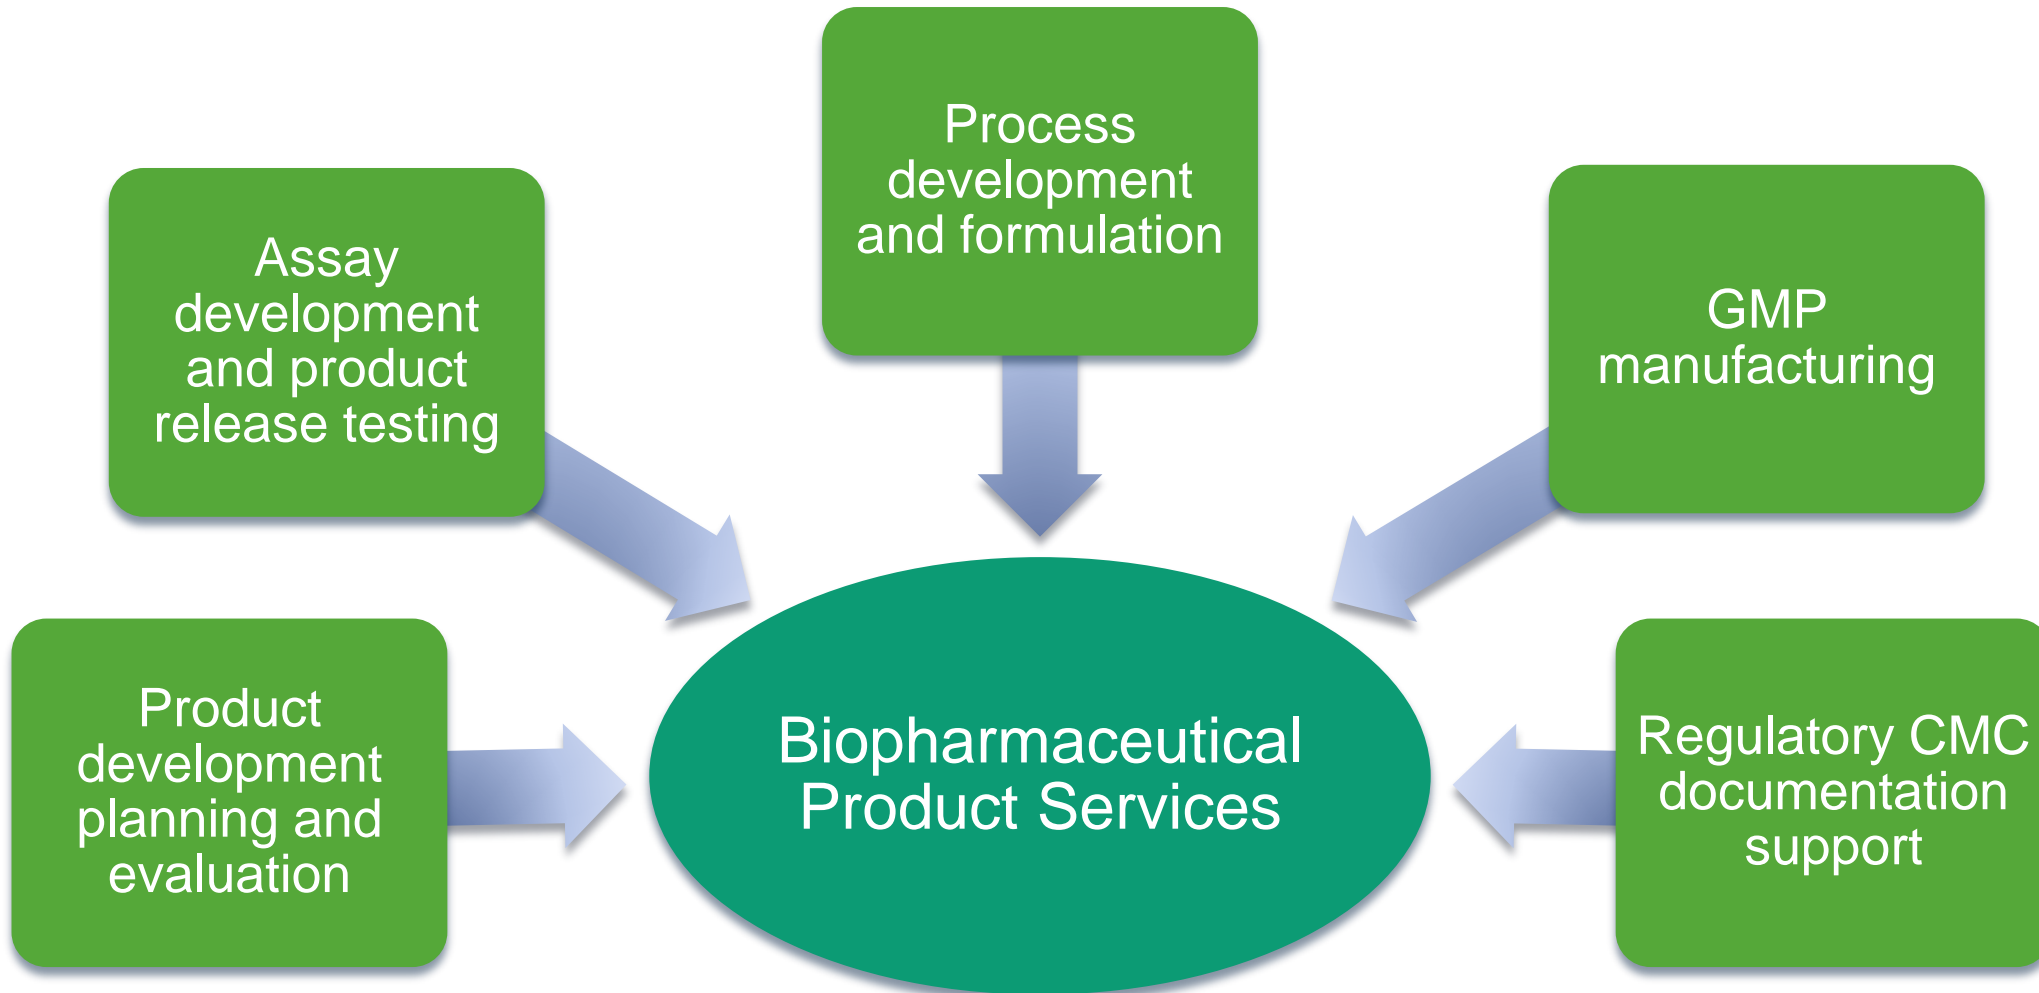 Process
development
and formulation
Assay
development
and product
release testing
GMP
manufacturing
Product
development
planning and
evaluation
Biopharmaceutical
Product Services
Regulatory CMC
documentation
support